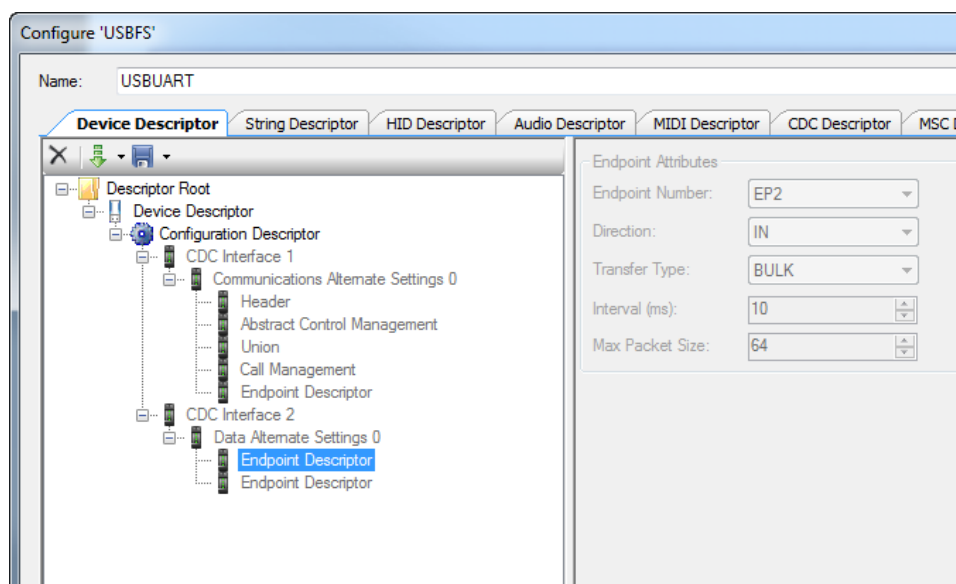 Configure 'USBFS'
Name: USBUART
Device Descriptor String Descriptor HID Descriptor Audio Descriptor MIDI Descriptor CDC Descriptor MSC
Descriptor Root
Device Descriptor
Configuration Descriptor
CDC Interface 1
Communications Alternate Settings 0
Header
Abstract Control Management
Union
Call Management
Endpoint Descriptor
CDC Interface 2
Data Alternate Settings 0
Endpoint Descriptor
Endpoint Descriptor
Endpoint Attributes
Endpoint Number: EP2
Direction: IN
Transfer Type: BULK
Interval (ms): 10
Max Packet Size: 64